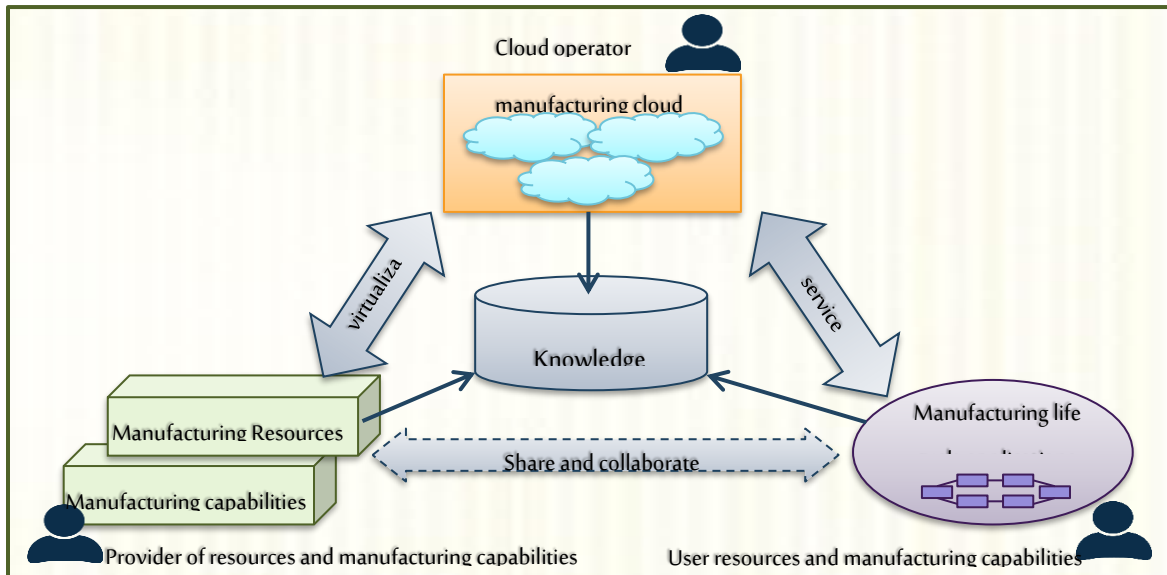 Cloud operator
manufacturing cloud
virtualiza
service
Knowledge
Manufacturing Resources
Manufacturing capabilities
Share and collaborate
Manufacturing life
Provider of resources and manufacturing capabilities
User resources and manufacturing capabilities